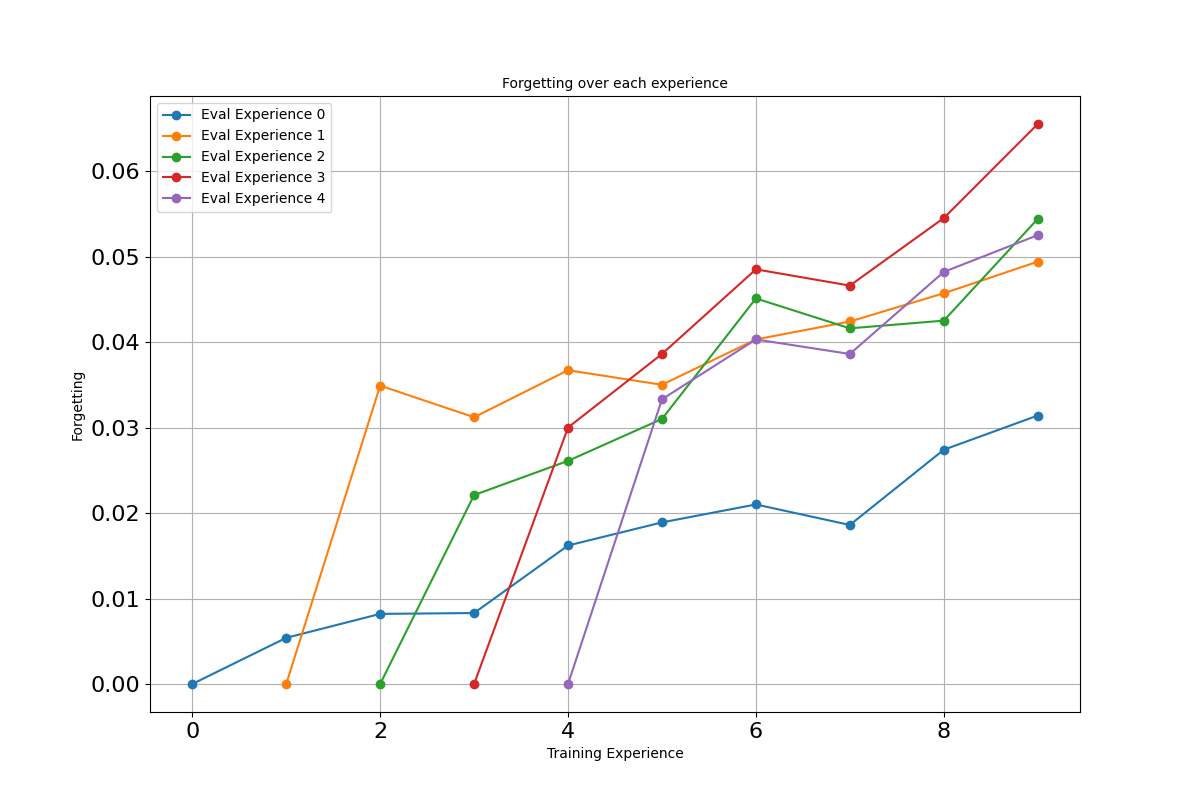 Forgetting over each experience
Eval Experience 0
Eval Experience 1
Eval Experience 2
Eval Experience 3
Eval Experience 4
0.06
0.05
0.04
0.03
0.02
0.01
0.00
Forgetting
0 2 4 6 8
Training Experience